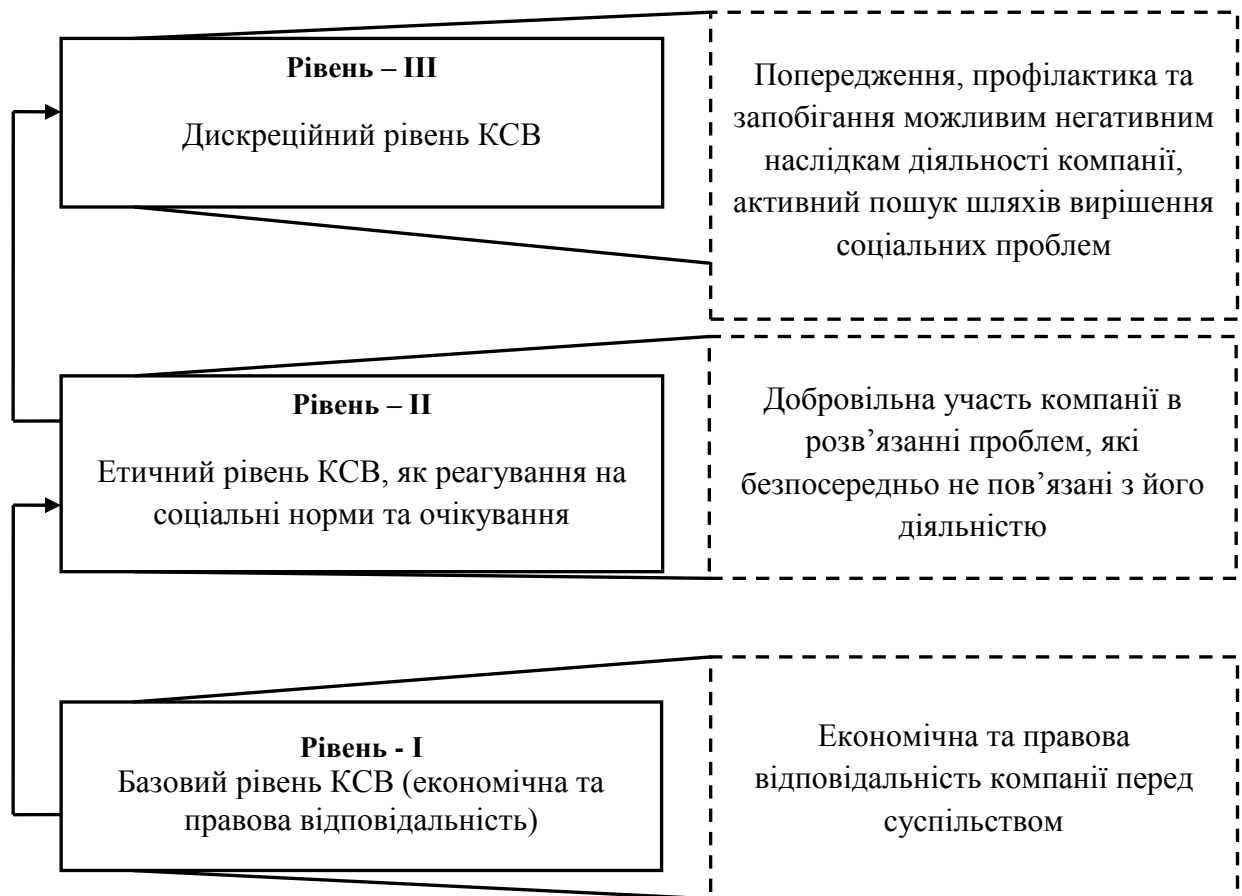 Рівень – III
Дискреційний рівень КСВ
Попередження, профілактика та
запобігання можливим негативним
наслідкам діяльності компанії,
активний пошук шляхів вирішення
соціальних проблем
Рівень – II
Етичний рівень КСВ, як реагування на
соціальні норми та очікування
Добровільна участь компанії в
розв’язанні проблем, які
безпосередньо не пов’язані з його
діяльністю
Рівень - I
Базовий рівень КСВ (економічна та
правова відповідальність)
Економічна та правова
відповідальність компанії перед
суспільством